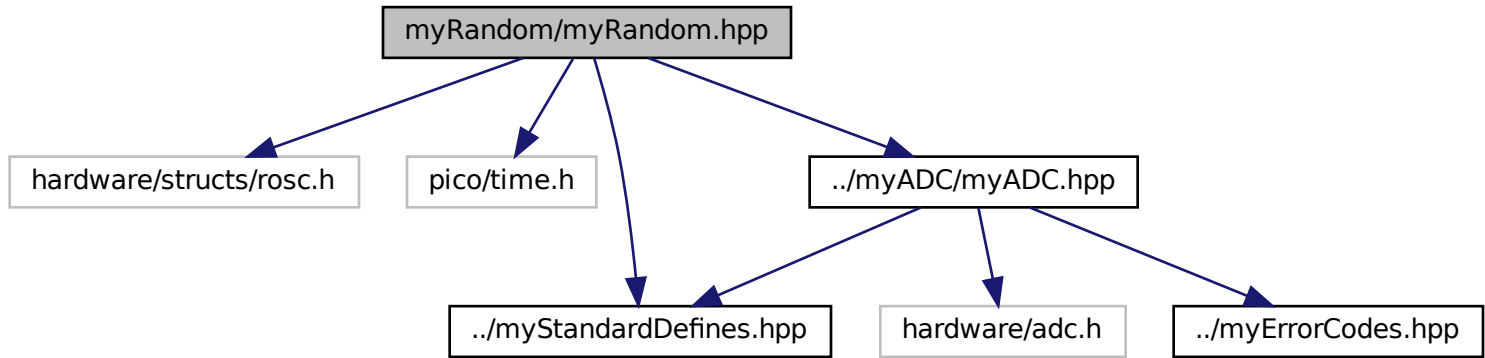 myRandom/myRandom.hpp
hardware/structs/rosc.h
pico/time.h
../myADC/myADC.hpp
../myStandardDefines.hpp
hardware/adc.h
../myErrorCodes.hpp